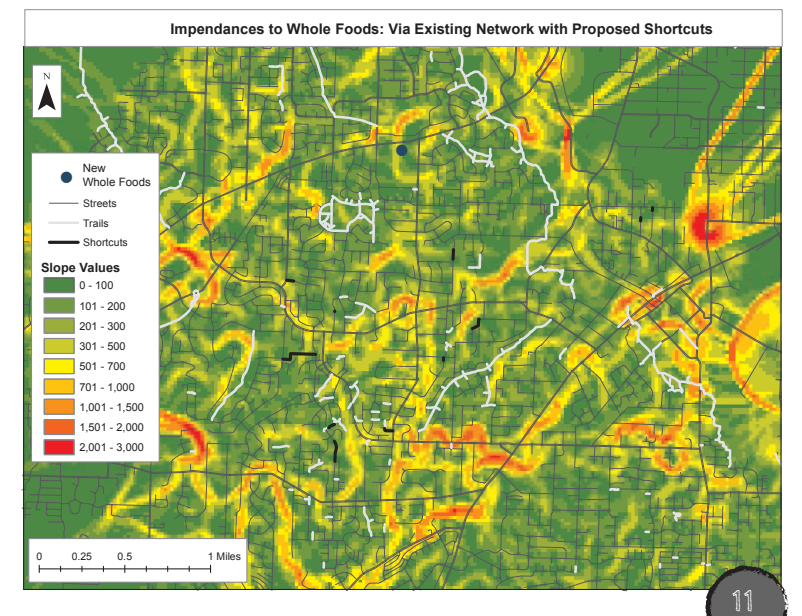 Impendances to Whole Foods: Via Existing Network with Proposed Shortcuts
N
New
Whole Foods
Streets
Trails
Shortcuts
Slope Values
0 - 100
101 - 200
201 - 300
301 - 500
501 - 700
701 - 1,000
1,001 - 1,500
1,501 - 2,000
2,001 - 3,000
0 0.25 0.5 1 Miles
11